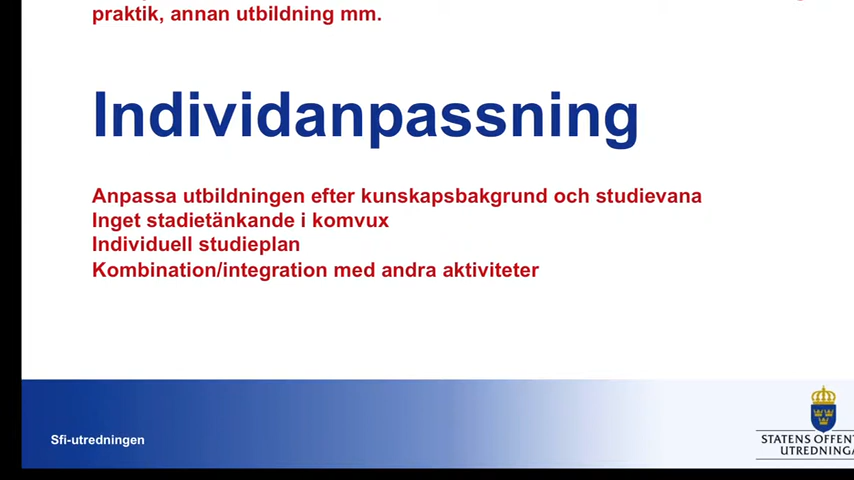 praktik, annan utbildning mm.
Individanpassning
Anpassa utbildningen efter kunskapsbakgrund och studievana
Inget stadietänkande i komvux
Individuell studieplan
Kombination/integration med andra aktiviteter
Sfi-utredningen
STATENS OFFENT
UTREDNINGA